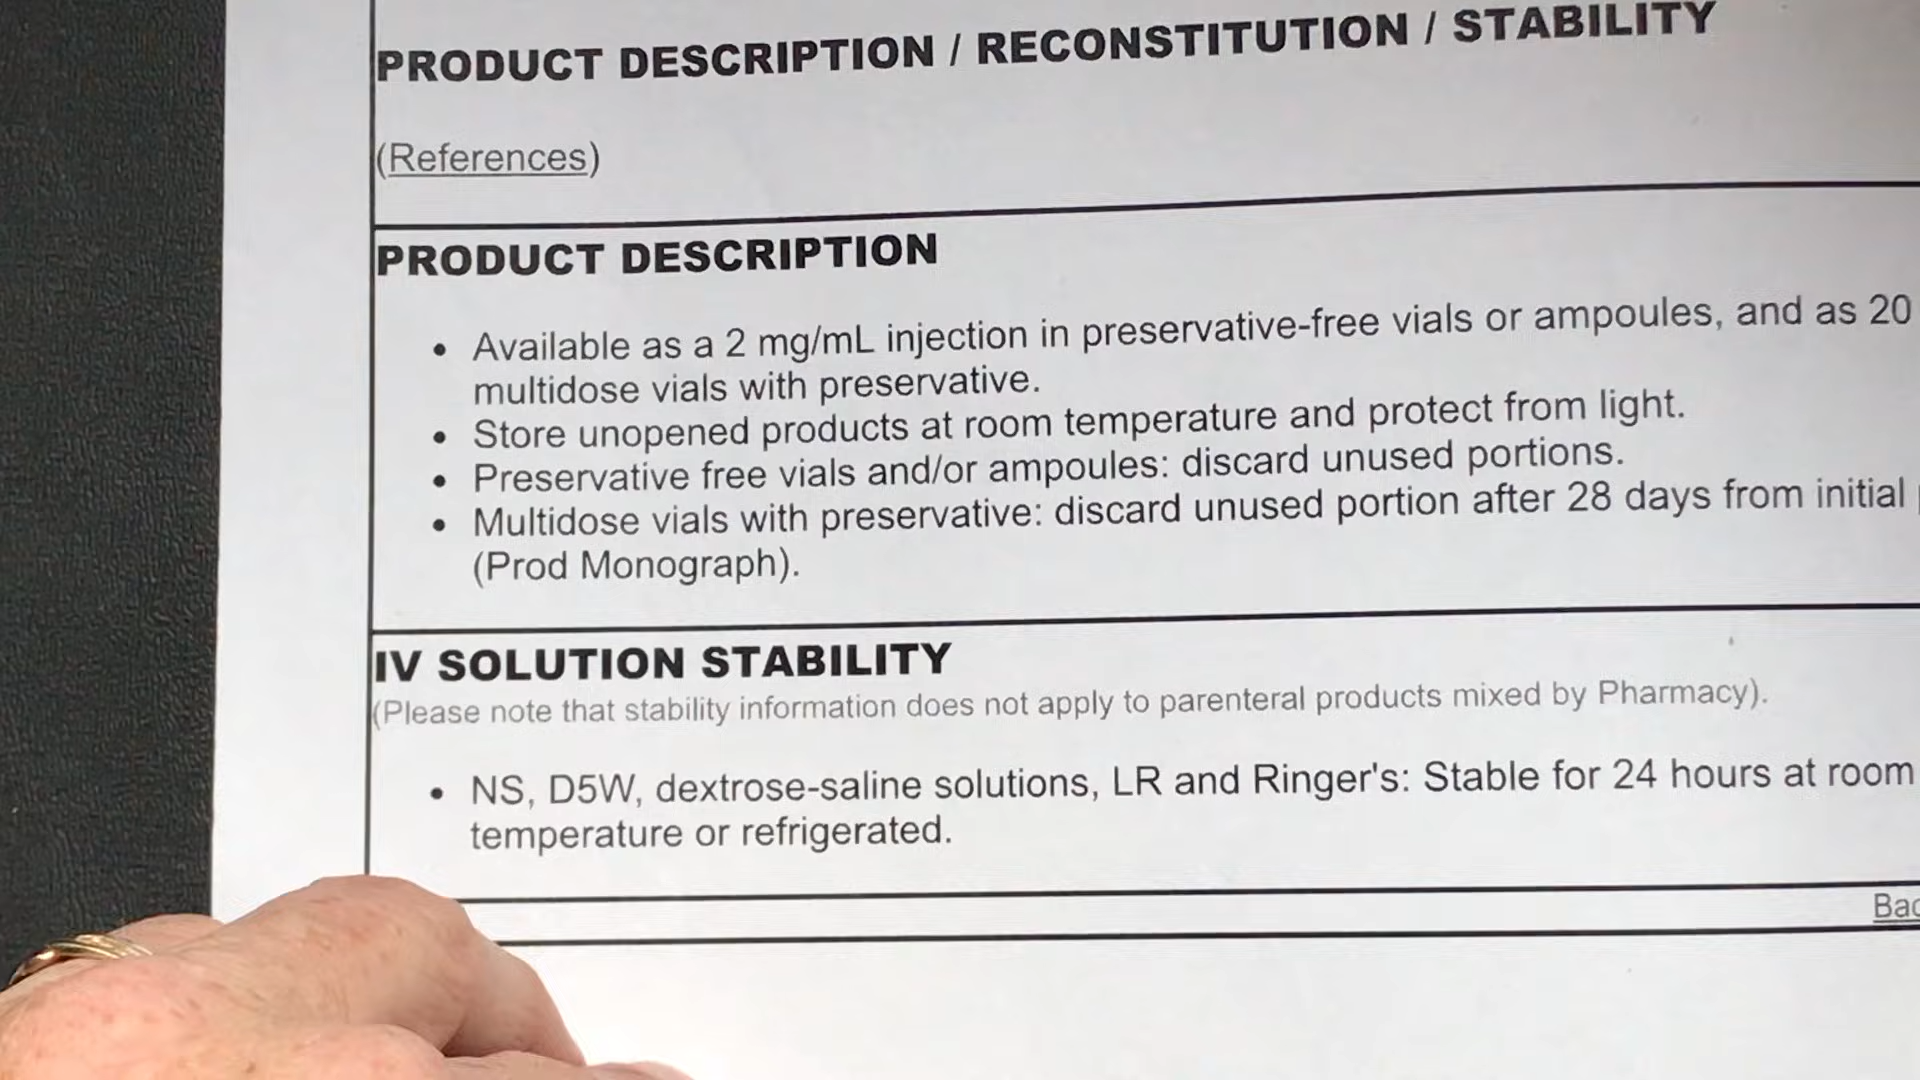 PRODUCT DESCRIPTION / RECONSTITUTION / STABILITY
(References)
PRODUCT DESCRIPTION
• Available as a 2 mg/mL injection in preservative-free vials or ampoules, and as 20
multidose vials with preservative.
• Store unopened products at room temperature and protect from light.
• Preservative free vials and/or ampoules: discard unused portions.
• Multidose vials with preservative: discard unused portion after 28 days from initial
(Prod Monograph).
IV SOLUTION STABILITY
(Please note that stability information does not apply to parenteral products mixed by Pharmacy).
• NS, D5W, dextrose-saline solutions, LR and Ringer's: Stable for 24 hours at room
temperature or refrigerated.